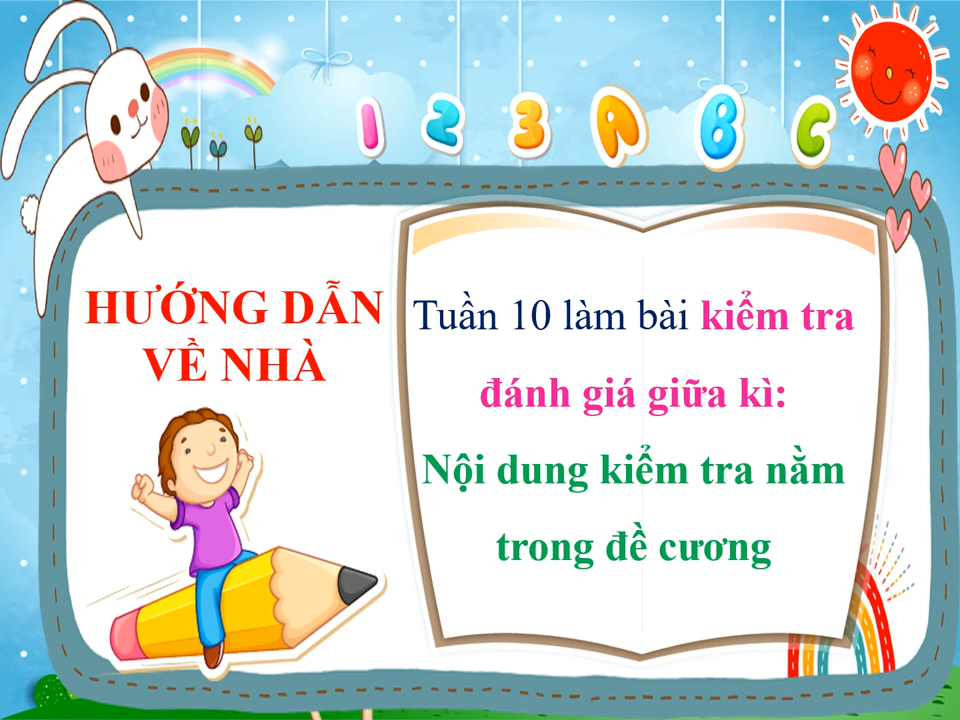 1 2 3 A B C
HƯỚNG DẪN
VỀ NHÀ
Tuần 10 làm bài kiểm tra
đánh giá giữa kì:
Nội dung kiểm tra nằm
trong đề cương